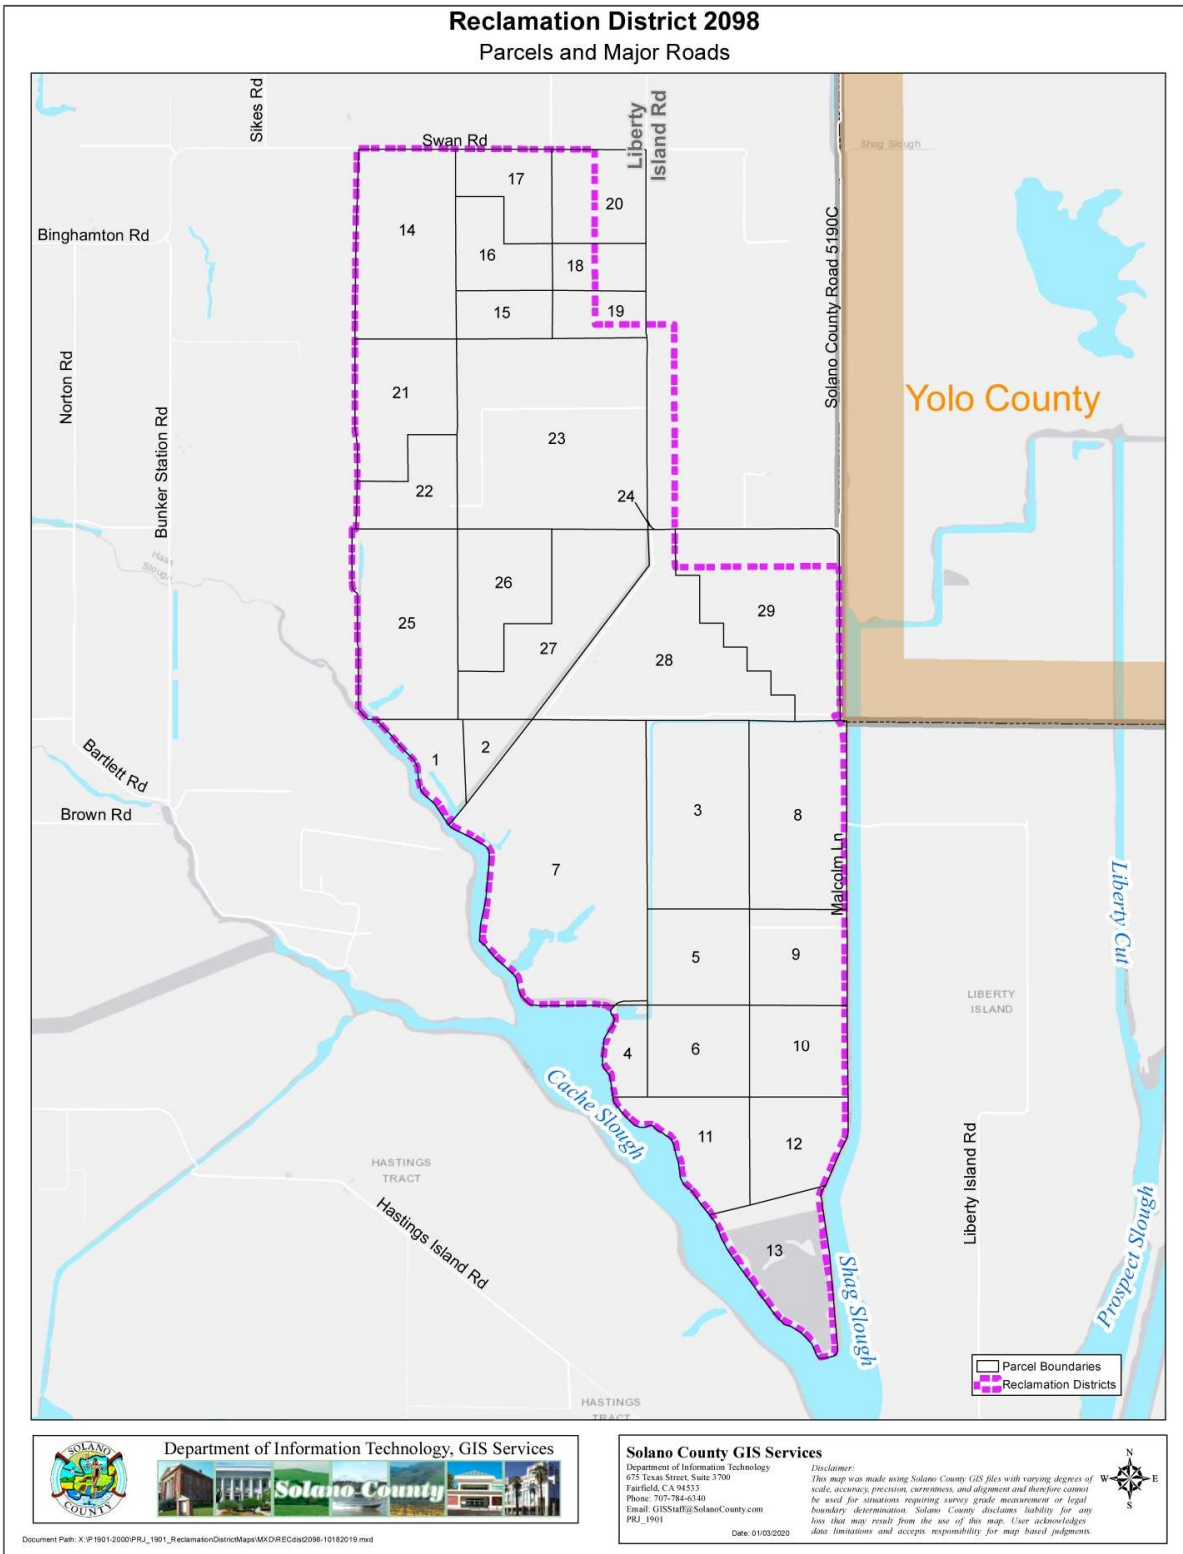 Reclamation District 2098
Parcels and Major Roads
Sikes Rd
Swan Rd
Liberty
Island Rd
Shag Slough
17
20
14
Binghamton Rd
16
18
15
19
Solano County Road 5190C
Norton Rd
21
Yolo County
Bunker Station Rd
23
22
24
Haas
Slough
26
29
25
27
28
2
1
Bartlett Rd
Brown Rd
3
8
7
Malcolm Ln
Liberty Cut
5
9
LIBERTY
ISLAND
4
6
10
Cache Slough
11
12
HASTINGS
TRACT
Hastings Island Rd
Liberty Island Rd
13
Shag Slough
Prospect Slough
Parcel Boundaries
Reclamation Districts
HASTINGS
TRACT
SOLANO
COUNTY
Department of Information Technology, GIS Services
Solano County
Document Path: X:\P1901-2000\PRJ_1901_ReclamationDistrictMaps\MXD\RECdist2098-10182019.mxd
Solano County GIS Services
Department of Information Technology
675 Texas Street, Suite 3700
Fairfield, CA 94533
Phone: 707-784-6340
Email: GISStaff@SolanoCounty.com
PRJ_1901
Date: 01/03/2020
Disclaimer:
This map was made using Solano County GIS files with varying degrees of
scale, accuracy, precision, currentness, and alignment and therefore cannot
be used for situations requiring survey grade measurement or legal
boundary determination. Solano County disclaims liability for any
loss that may result from the use of this map. User acknowledges
data limitations and accepts responsibility for map based judgments.
N
W
E
S